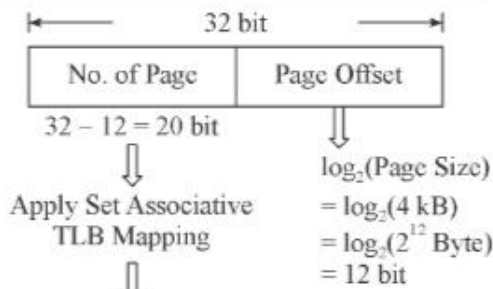 32 bit
No. of Page
Page Offset
32 – 12 = 20 bit
log₂(Page Size)
= log₂(4 kB)
= log₂(2¹² Byte)
= 12 bit
Apply Set Associative
TLB Mapping